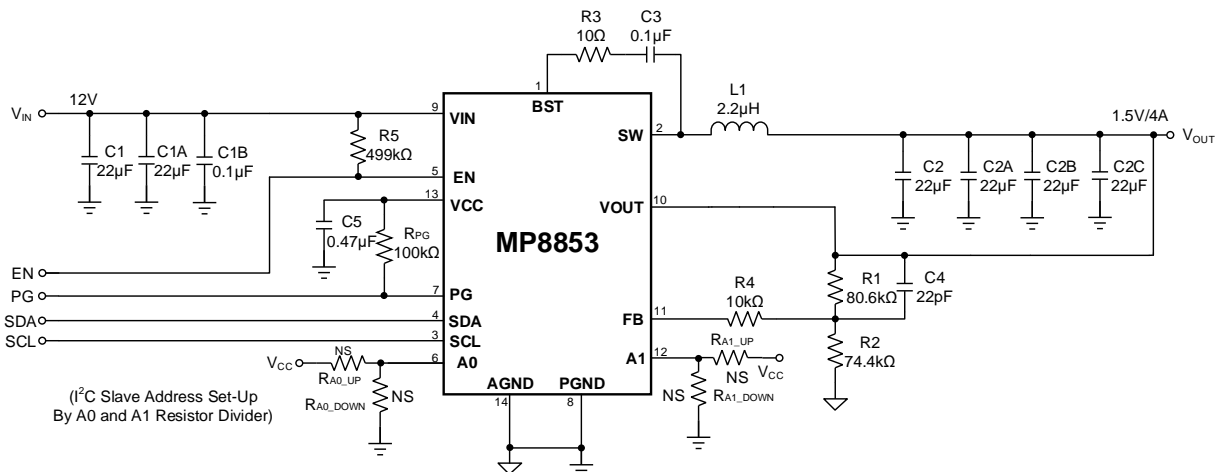 R3
10Ω
C3
0.1µF
1
BST
VIN
12V
9
VIN
C1
22µF
C1A
22µF
C1B
0.1µF
R5
499kΩ
5
EN
13
VCC
C5
0.47µF
RPG
100kΩ
EN
PG
7
PG
SDA
4
SDA
SCL
3
SCL
6
A0
VCC
NS
RA0_UP
NS
RA0_DOWN
(I²C Slave Address Set-Up
By A0 and A1 Resistor Divider)
MP8853
AGND
PGND
14
8
SW
2
L1
2.2µH
1.5V/4A
VOUT
C2
22µF
C2A
22µF
C2B
22µF
C2C
22µF
VOUT
10
R1
80.6kΩ
C4
22pF
R4
10kΩ
FB
11
R2
74.4kΩ
A1
12
RA1_UP
NS
VCC
NS
RA1_DOWN